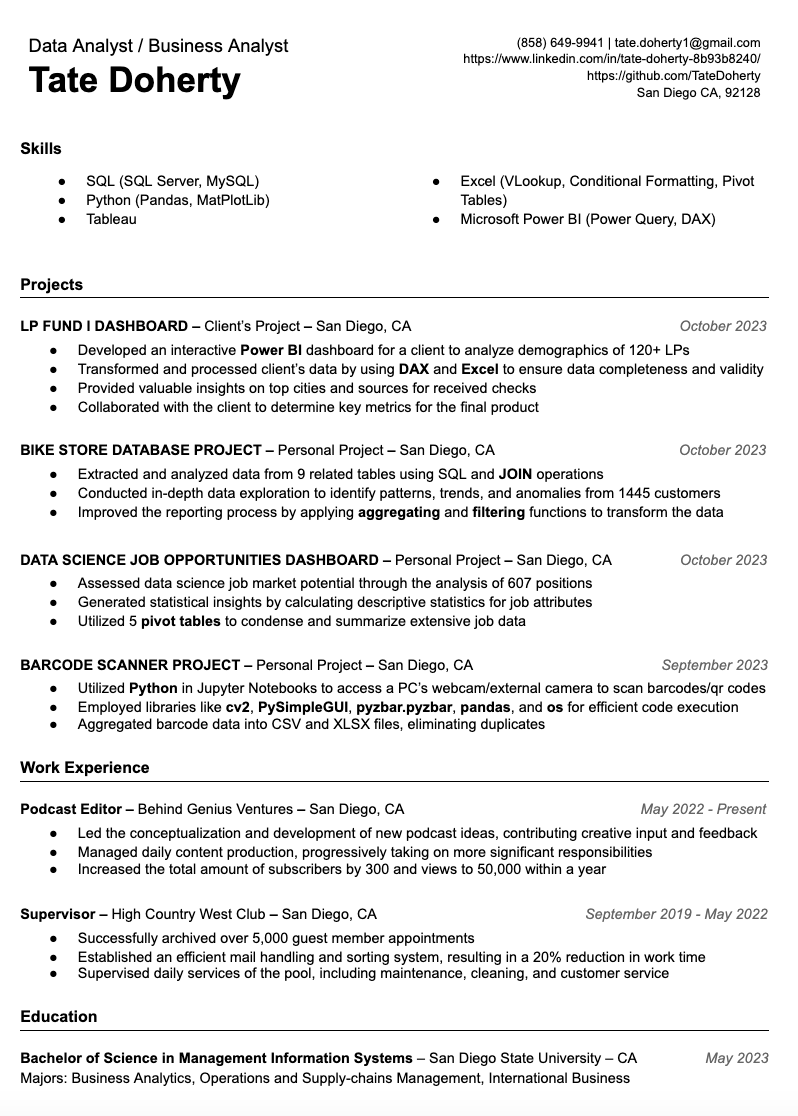 Data Analyst / Business Analyst
Tate Doherty
(858) 649-9941 | tate.doherty1@gmail.com
https://www.linkedin.com/in/tate-doherty-8b93b8240/
https://github.com/TateDoherty
San Diego CA, 92128
Skills
● SQL (SQL Server, MySQL)
● Python (Pandas, MatPlotLib)
● Tableau
● Excel (VLookup, Conditional Formatting, Pivot
Tables)
● Microsoft Power BI (Power Query, DAX)
Projects
LP FUND I DASHBOARD – Client’s Project – San Diego, CA October 2023
● Developed an interactive Power BI dashboard for a client to analyze demographics of 120+ LPs
● Transformed and processed client’s data by using DAX and Excel to ensure data completeness and validity
● Provided valuable insights on top cities and sources for received checks
● Collaborated with the client to determine key metrics for the final product
BIKE STORE DATABASE PROJECT – Personal Project – San Diego, CA October 2023
● Extracted and analyzed data from 9 related tables using SQL and JOIN operations
● Conducted in-depth data exploration to identify patterns, trends, and anomalies from 1445 customers
● Improved the reporting process by applying aggregating and filtering functions to transform the data
DATA SCIENCE JOB OPPORTUNITIES DASHBOARD – Personal Project – San Diego, CA October 2023
● Assessed data science job market potential through the analysis of 607 positions
● Generated statistical insights by calculating descriptive statistics for job attributes
● Utilized 5 pivot tables to condense and summarize extensive job data
BARCODE SCANNER PROJECT – Personal Project – San Diego, CA September 2023
● Utilized Python in Jupyter Notebooks to access a PC’s webcam/external camera to scan barcodes/qr codes
● Employed libraries like cv2, PySimpleGUI, pyzbar.pyzbar, pandas, and os for efficient code execution
● Aggregated barcode data into CSV and XLSX files, eliminating duplicates
Work Experience
Podcast Editor – Behind Genius Ventures – San Diego, CA May 2022 - Present
● Led the conceptualization and development of new podcast ideas, contributing creative input and feedback
● Managed daily content production, progressively taking on more significant responsibilities
● Increased the total amount of subscribers by 300 and views to 50,000 within a year
Supervisor – High Country West Club – San Diego, CA September 2019 - May 2022
● Successfully archived over 5,000 guest member appointments
● Established an efficient mail handling and sorting system, resulting in a 20% reduction in work time
● Supervised daily services of the pool, including maintenance, cleaning, and customer service
Education
Bachelor of Science in Management Information Systems – San Diego State University – CA May 2023
Majors: Business Analytics, Operations and Supply-chains Management, International Business